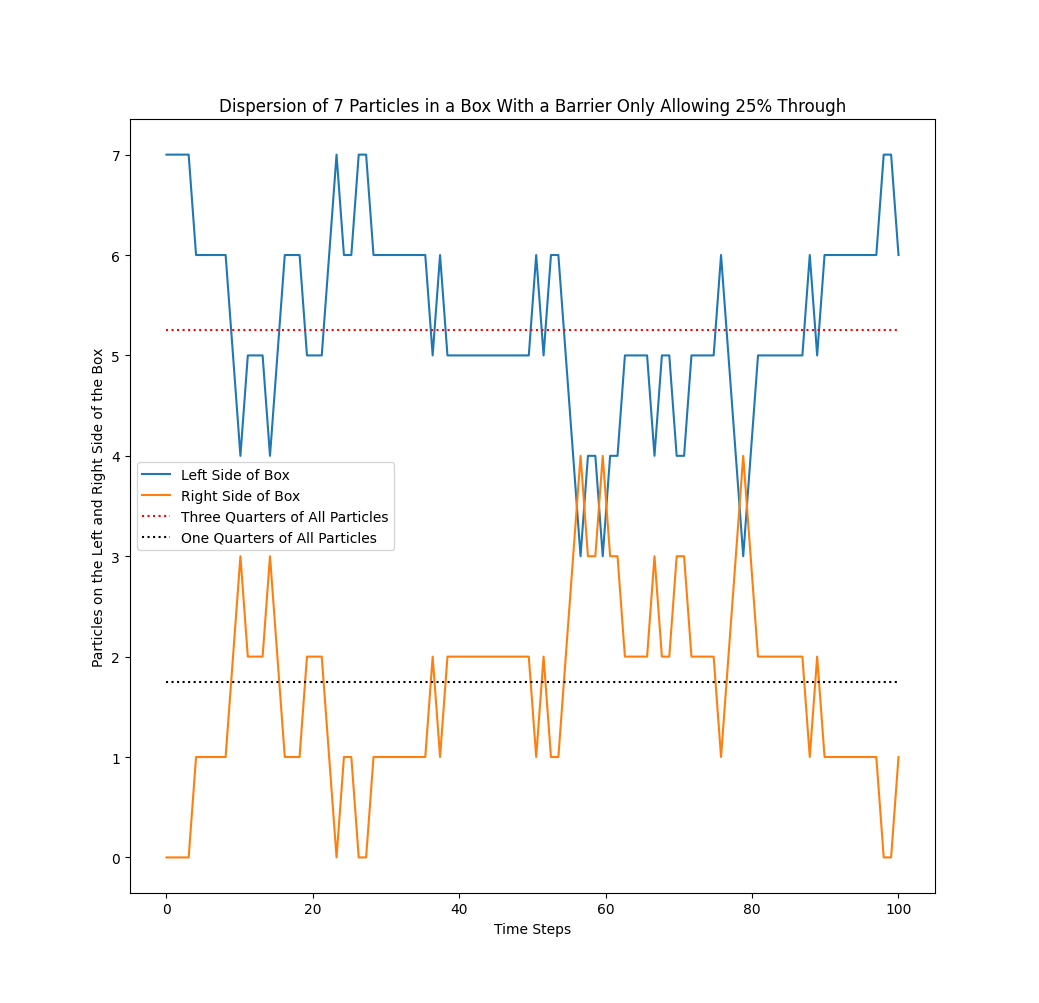 Dispersion of 7 Particles in a Box With a Barrier Only Allowing 25% Through
Particles on the Left and Right Side of the Box
7
6
5
4
3
2
1
0
Left Side of Box
Right Side of Box
Three Quarters of All Particles
One Quarters of All Particles
0 20 40 60 80 100
Time Steps